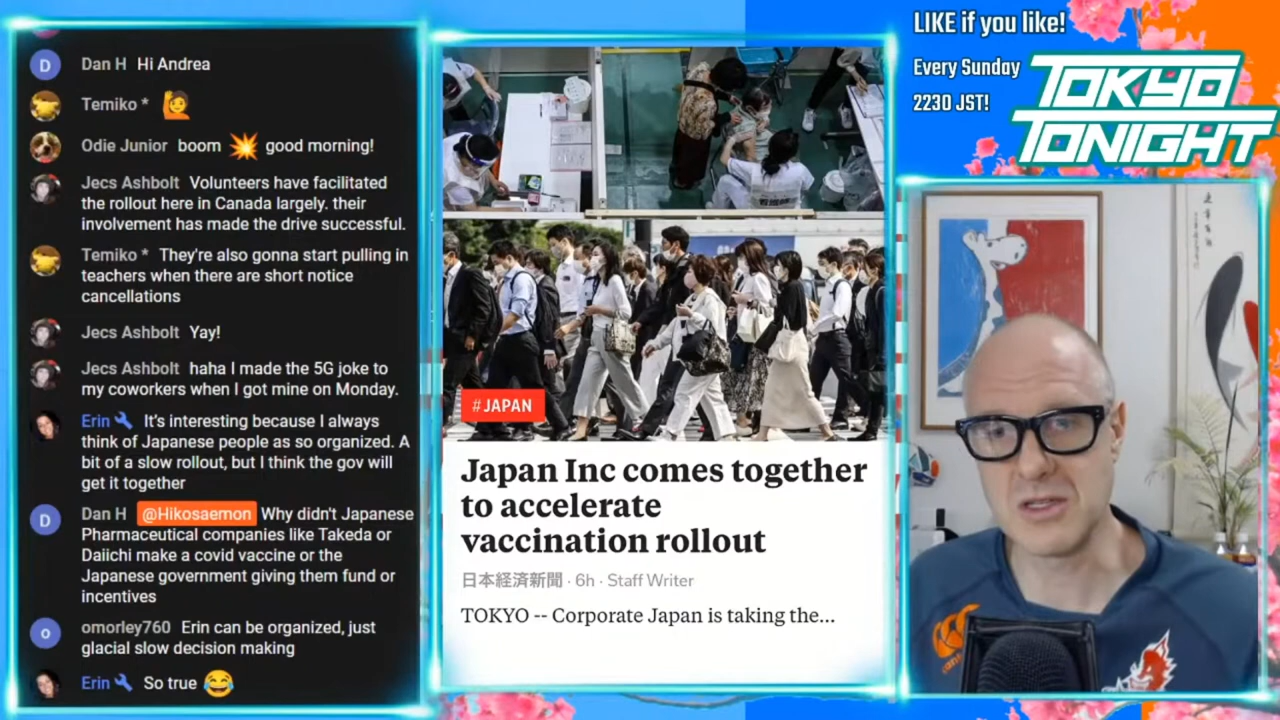 Dan H Hi Andrea
Temiko *
Odie Junior boom good morning!
Jecs Ashbolt Volunteers have facilitated
the rollout here in Canada largely. their
involvement has made the drive successful.
Temiko * They're also gonna start pulling in
teachers when there are short notice
cancellations
Jecs Ashbolt Yay!
Jecs Ashbolt haha I made the 5G joke to
my coworkers when I got mine on Monday.
Erin It's interesting because I always
think of Japanese people as so organized. A
bit of a slow rollout, but I think the gov will
get it together
Dan H @Hikosaemon Why didn't Japanese
Pharmaceutical companies like Takeda or
Daiichi make a covid vaccine or the
Japanese government giving them fund or
incentives
omorley760 Erin can be organized, just
glacial slow decision making
Erin So true
#JAPAN
Japan Inc comes together
to accelerate
vaccination rollout
日本経済新聞 · 6h · Staff Writer
TOKYO -- Corporate Japan is taking the...
LIKE if you like!
Every Sunday
2230 JST!
TOKYO
TONIGHT